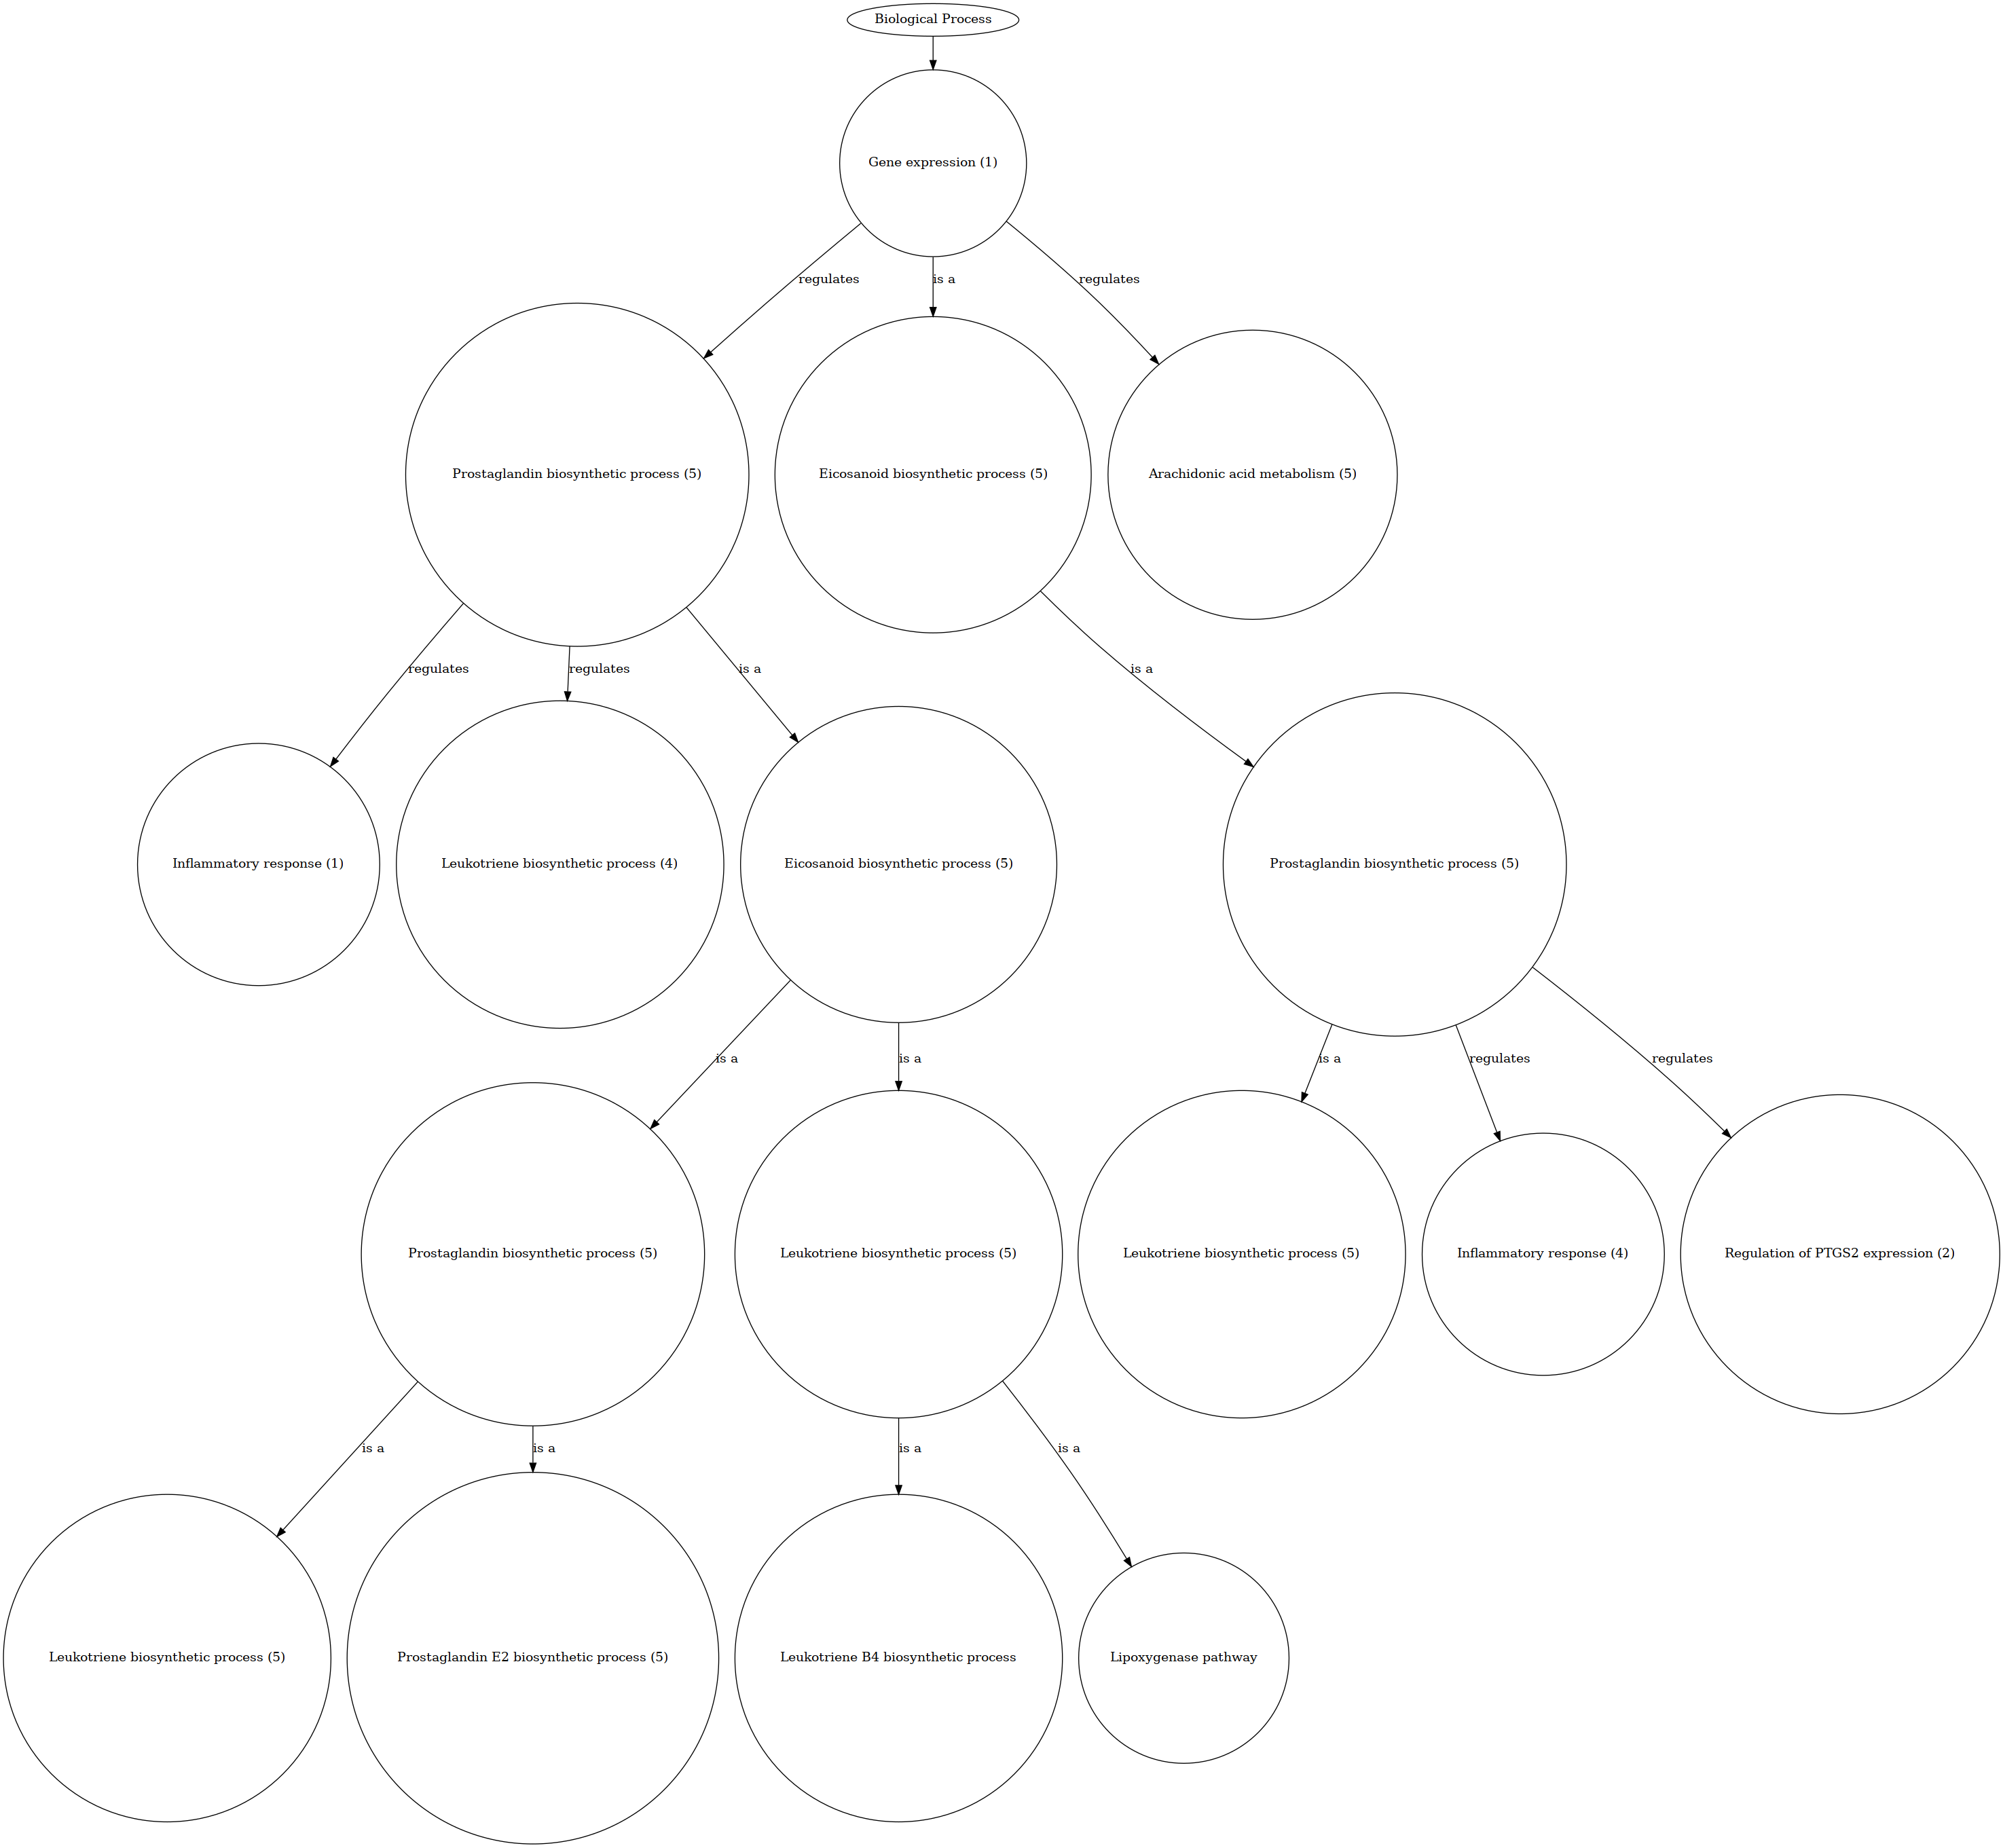 Biological Process
Gene expression (1)
regulates
is a
regulates
Prostaglandin biosynthetic process (5)
Eicosanoid biosynthetic process (5)
Arachidonic acid metabolism (5)
regulates
regulates
is a
is a
Inflammatory response (1)
Leukotriene biosynthetic process (4)
Eicosanoid biosynthetic process (5)
Prostaglandin biosynthetic process (5)
is a
is a
is a
regulates
regulates
Prostaglandin biosynthetic process (5)
Leukotriene biosynthetic process (5)
Leukotriene biosynthetic process (5)
Inflammatory response (4)
Regulation of PTGS2 expression (2)
is a
is a
is a
is a
Leukotriene biosynthetic process (5)
Prostaglandin E2 biosynthetic process (5)
Leukotriene B4 biosynthetic process
Lipoxygenase pathway